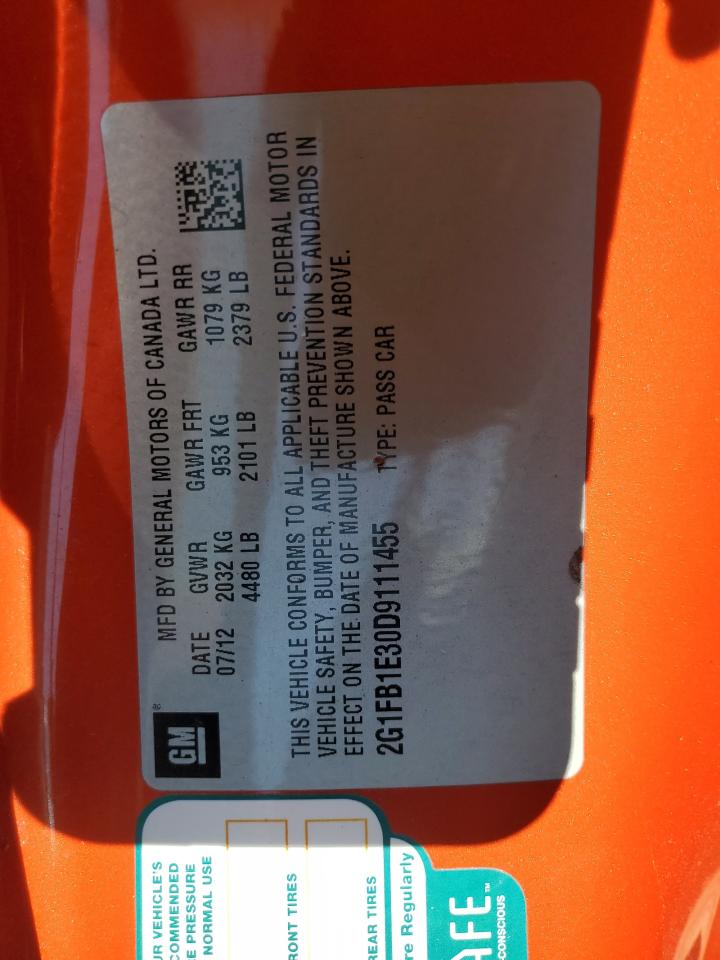 GM
MFD BY GENERAL MOTORS OF CANADA LTD.
DATE GVWR GAWR FRT GAWR RR
07/12 2032 KG 953 KG 1079 KG
4480 LB 2101 LB 2379 LB
THIS VEHICLE CONFORMS TO ALL APPLICABLE U.S. FEDERAL MOTOR
VEHICLE SAFETY, BUMPER, AND THEFT PREVENTION STANDARDS IN
EFFECT ON THE DATE OF MANUFACTURE SHOWN ABOVE.
2G1FB1E30D9111455 TYPE: PASS CAR
UR VEHICLE'S
COMMENDED
E PRESSURE
NORMAL USE
RONT TIRES
REAR TIRES
re Regularly
AFE™
-CONSCIOUS